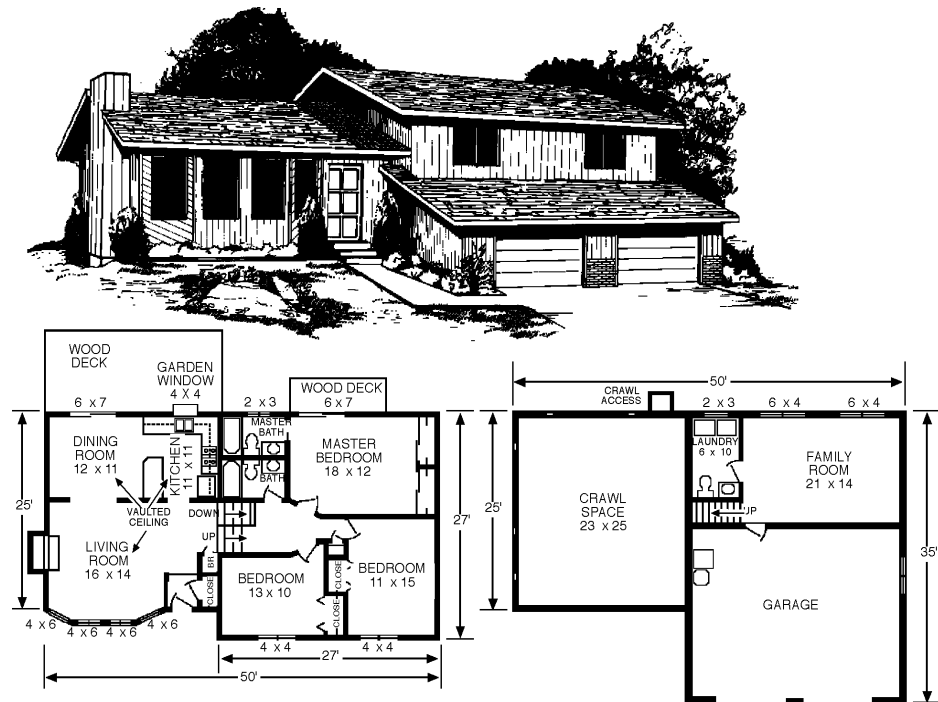 WOOD
DECK
GARDEN
WINDOW
4 X 4
6 x 7
2 x 3
WOOD DECK
6 x 7
MASTER
BATH
DINING
ROOM
12 x 11
KITCHEN
11 x 11
MASTER
BEDROOM
18 x 12
BATH
VAULTED
CEILING
DOWN
UP
25'
27'
LIVING
ROOM
16 x 14
BR
CLOSE
BEDROOM
13 x 10
CLOSE
CLOSE
BEDROOM
11 x 15
4 x 6
4 x 6
4 x 6
4 x 6
4 x 4
4 x 4
27'
50'
50'
CRAWL
ACCESS
2 x 3
6 x 4
6 x 4
LAUNDRY
6 x 10
FAMILY
ROOM
21 x 14
25'
CRAWL
SPACE
23 x 25
UP
35'
GARAGE